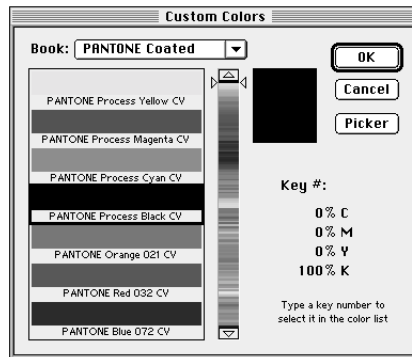 Custom Colors
Book: PANTONE Coated
OK
Cancel
Picker
PANTONE Process Yellow CV
PANTONE Process Magenta CV
PANTONE Process Cyan CV
PANTONE Process Black CV
PANTONE Orange 021 CV
PANTONE Red 032 CV
PANTONE Blue 072 CV
Key #:
0% C
0% M
0% Y
100% K
Type a key number to
select it in the color list